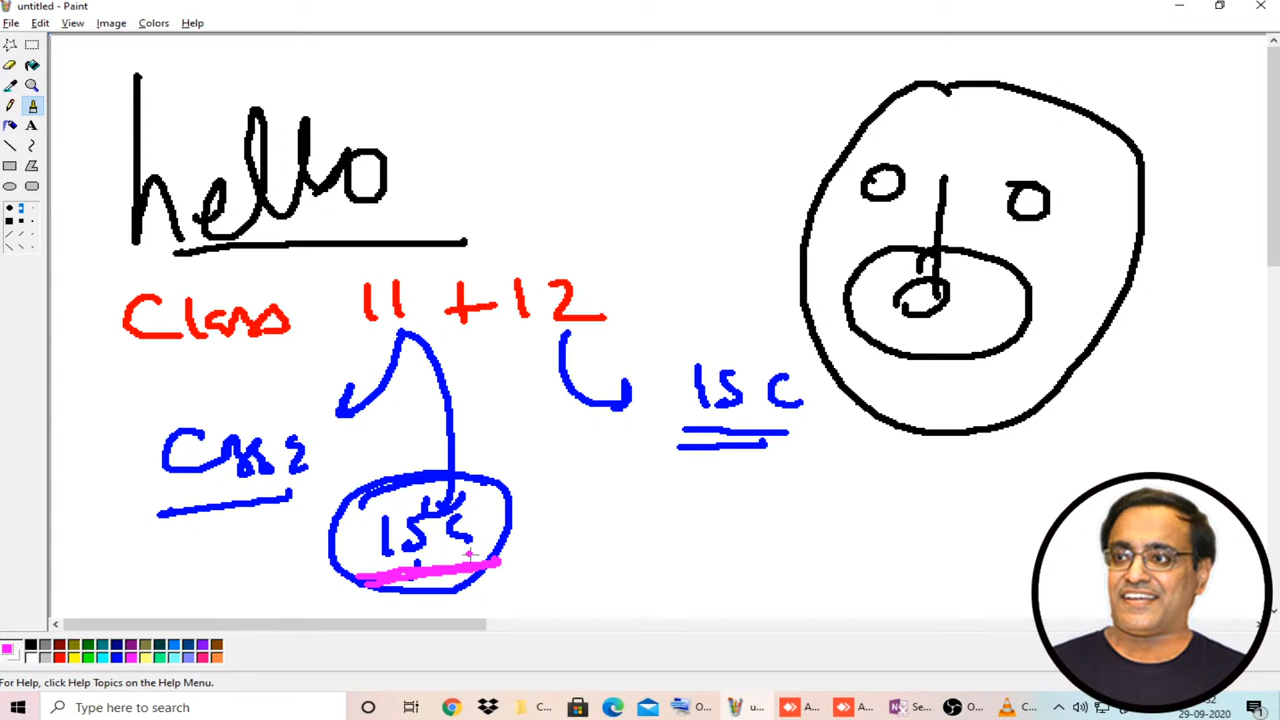 untitled - Paint
File Edit View Image Colors Help
hello
Class 11 + 12
ISC
ISC
For Help, click Help Topics on the Help Menu.
Type here to search
C...
O...
u...
A...
A...
Se...
O...
C...
29-09-2020